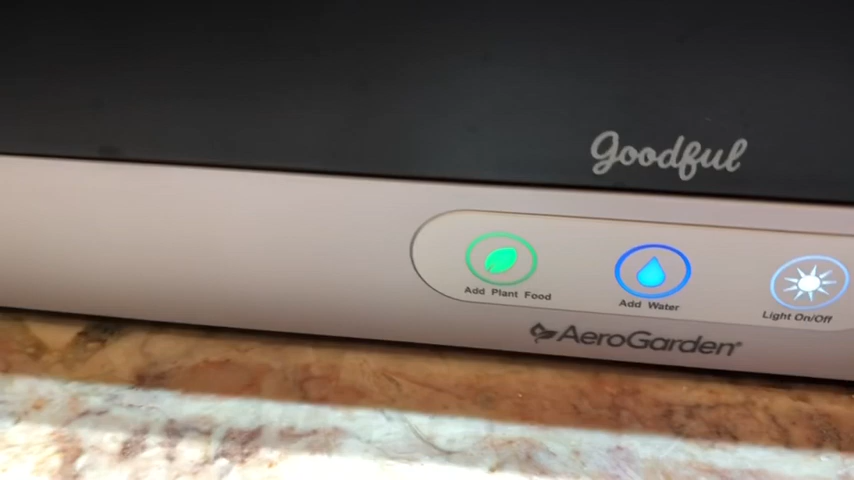 Goodful
Add Plant Food
Add Water
Light On/Off
AeroGarden®